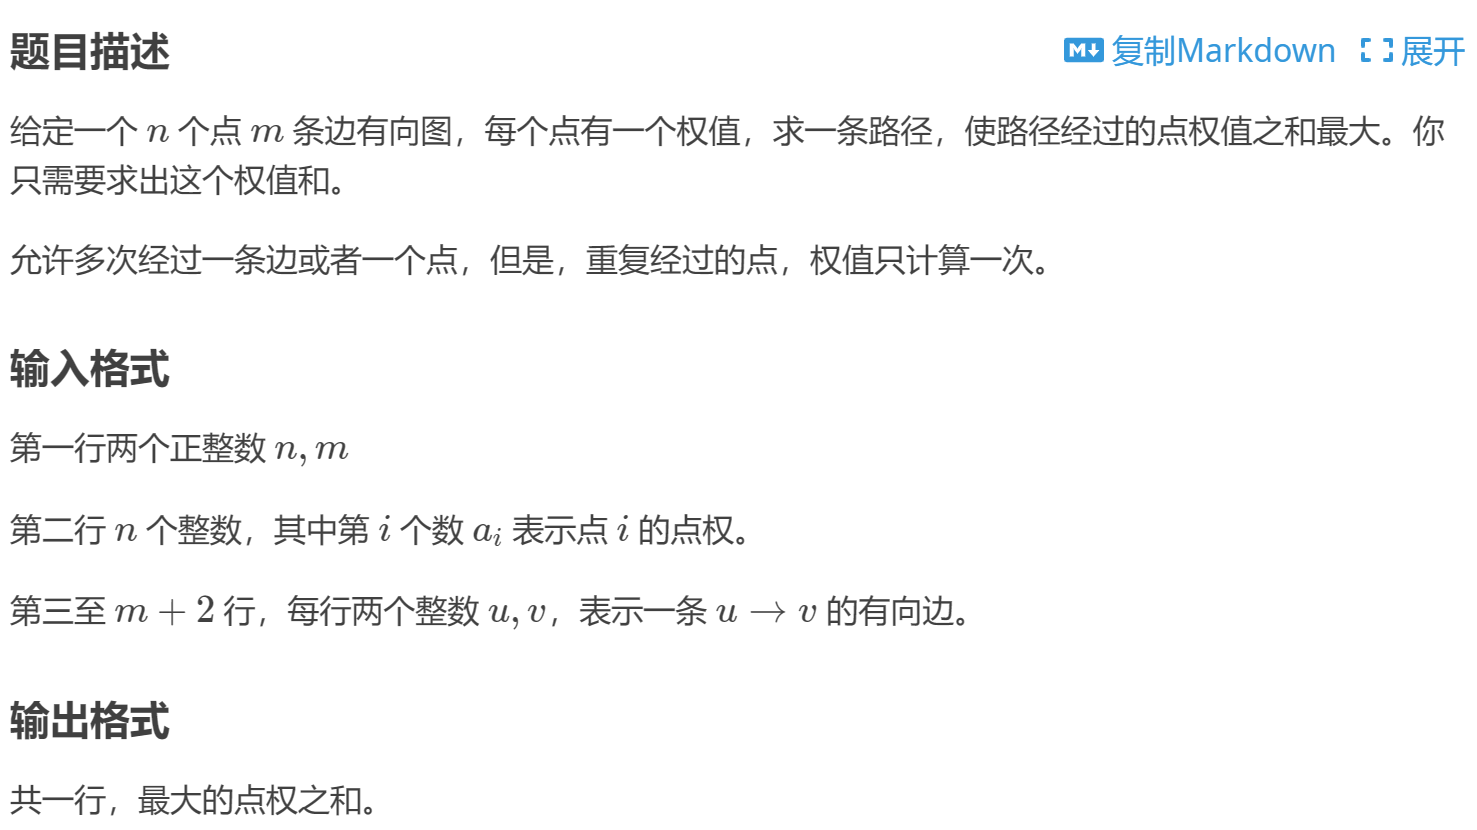 题目描述
复制Markdown 展开
给定一个 n 个点 m 条边有向图，每个点有一个权值，求一条路径，使路径经过的点权值之和最大。你
只需要求出这个权值和。
允许多次经过一条边或者一个点，但是，重复经过的点，权值只计算一次。
输入格式
第一行两个正整数 n, m
第二行 n 个整数，其中第 i 个数 a_i 表示点 i 的点权。
第三至 m + 2 行，每行两个整数 u, v，表示一条 u → v 的有向边。
输出格式
共一行，最大的点权之和。